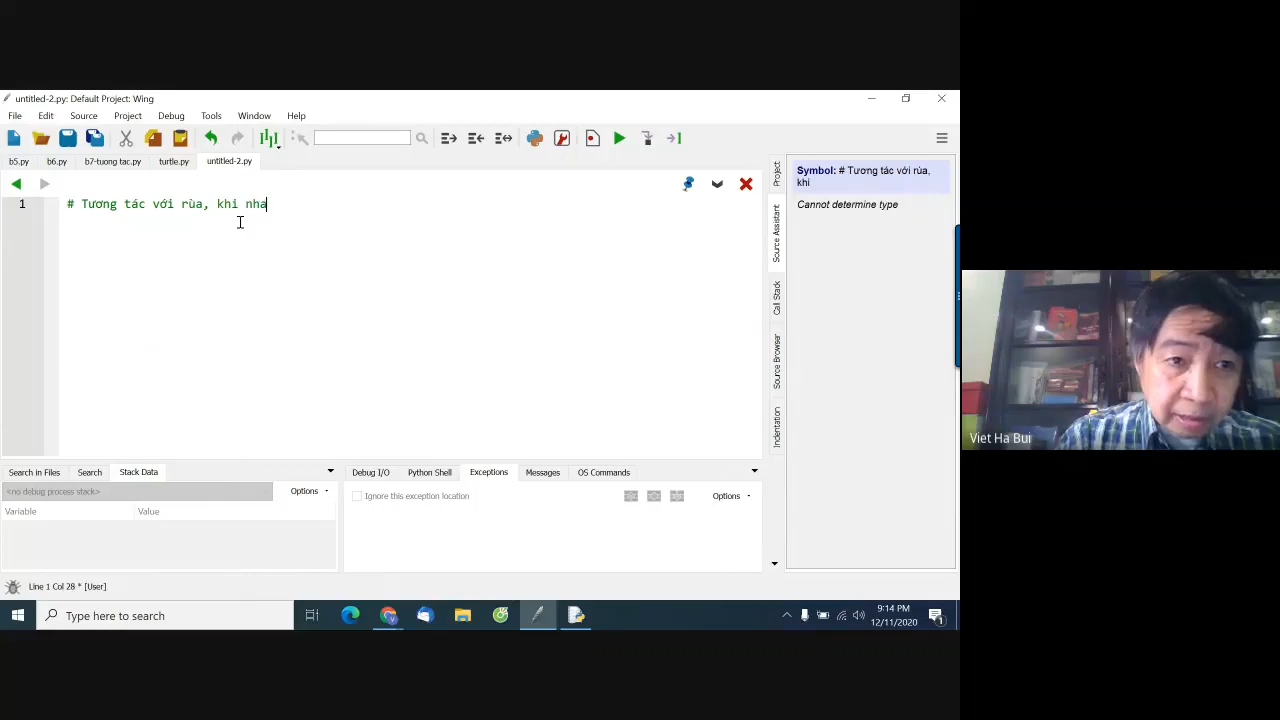 untitled-2.py: Default Project: Wing
File Edit Source Project Debug Tools Window Help
b5.py b6.py b7-tuong tac.py turtle.py untitled-2.py
1 # Tương tác với rùa, khi nha
Project
Source Assistant
Call Stack
Source Browser
Indentation
Symbol: # Tương tác với rùa,
khi
Cannot determine type
Viet Ha Bui
Search in Files Search Stack Data
<no debug process stack> Options
Variable Value
Debug I/O Python Shell Exceptions Messages OS Commands
Ignore this exception location Options
Line 1 Col 28 * [User]
Type here to search
9:14 PM
12/11/2020
1